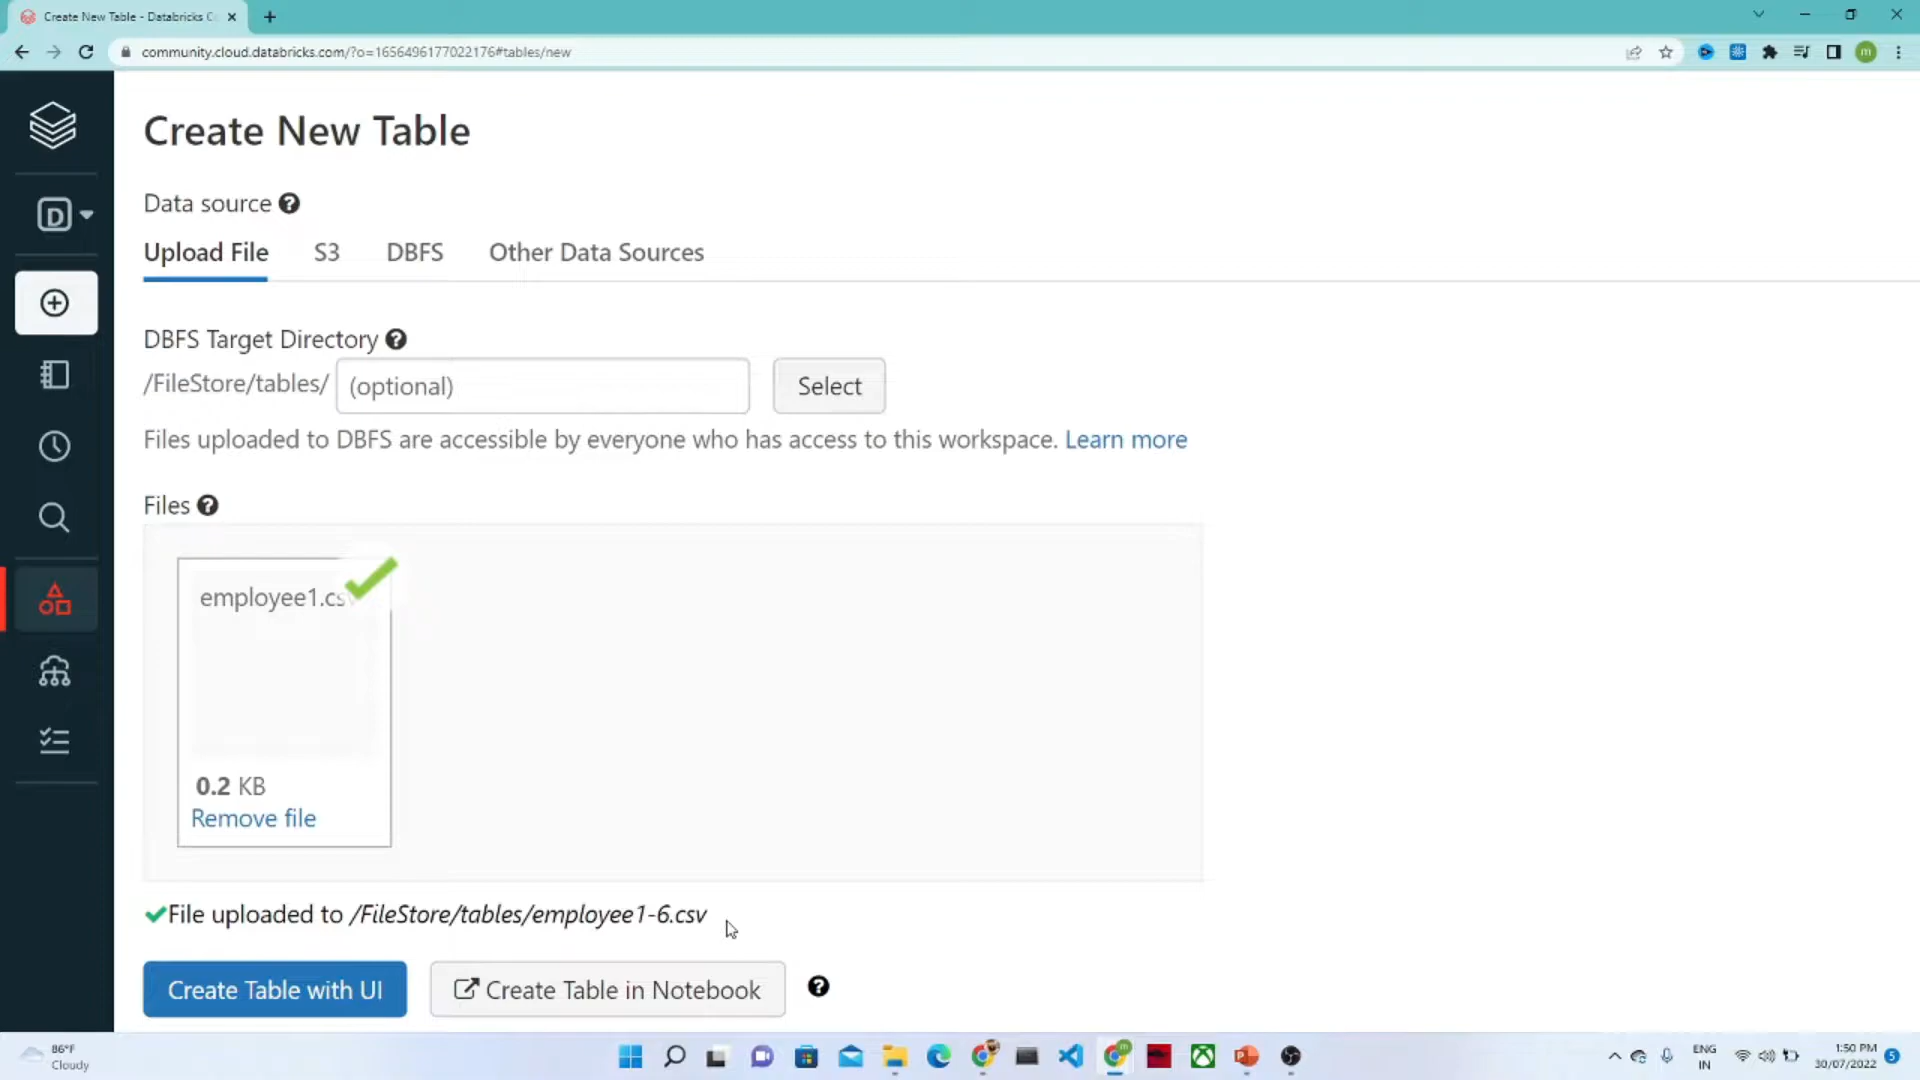 Create New Table - Databricks C
community.cloud.databricks.com/?o=1656496177022176#tables/new
m
Create New Table
D
Data source ?
Upload File S3 DBFS Other Data Sources
DBFS Target Directory ?
/FileStore/tables/ (optional) Select
Files uploaded to DBFS are accessible by everyone who has access to this workspace. Learn more
Files ?
employee1.csv
0.2 KB
Remove file
File uploaded to /FileStore/tables/employee1-6.csv
Create Table with UI Create Table in Notebook ?
86°F
Cloudy
m
ENG
IN
1:50 PM
30/07/2022
5